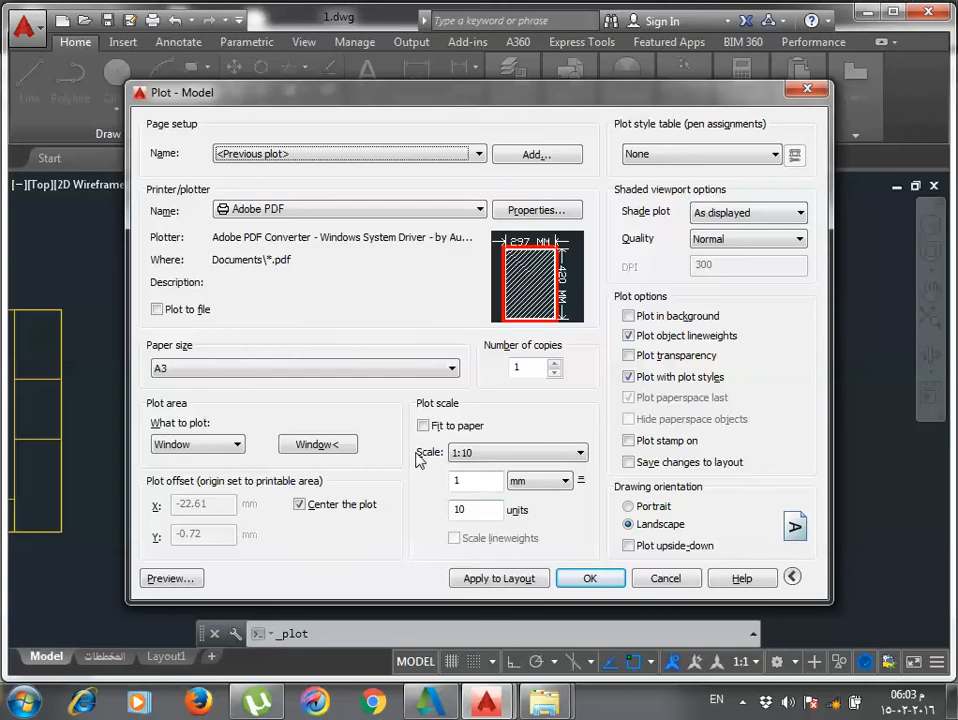 1.dwg
Type a keyword or phrase
Sign In
Home Insert Annotate Parametric View Manage Output Add-ins A360 Express Tools Featured Apps BIM 360 Performance
Line Polyline
Draw
Start
[−][Top][2D Wireframe
Plot - Model
Page setup
Name: <Previous plot> Add...
Printer/plotter
Name: Adobe PDF Properties...
Plotter: Adobe PDF Converter - Windows System Driver - by Au...
Where: Documents\*.pdf
Description:
Plot to file
297 MM
420 MM
Paper size
A3
Number of copies
1
Plot area
What to plot:
Window Window<
Plot offset (origin set to printable area)
X: -22.61 mm Center the plot
Y: -0.72 mm
Plot scale
Fit to paper
Scale: 1:10
1 mm =
10 units
Scale lineweights
Plot style table (pen assignments)
None
Shaded viewport options
Shade plot As displayed
Quality Normal
DPI 300
Plot options
Plot in background
Plot object lineweights
Plot transparency
Plot with plot styles
Plot paperspace last
Hide paperspace objects
Plot stamp on
Save changes to layout
Drawing orientation
Portrait
Landscape
Plot upside-down
A
Preview... Apply to Layout OK Cancel Help
_plot
Model المخططات Layout1 +
MODEL 1:1
EN
06:03 م
١٥-٠٢-٢٠١٦